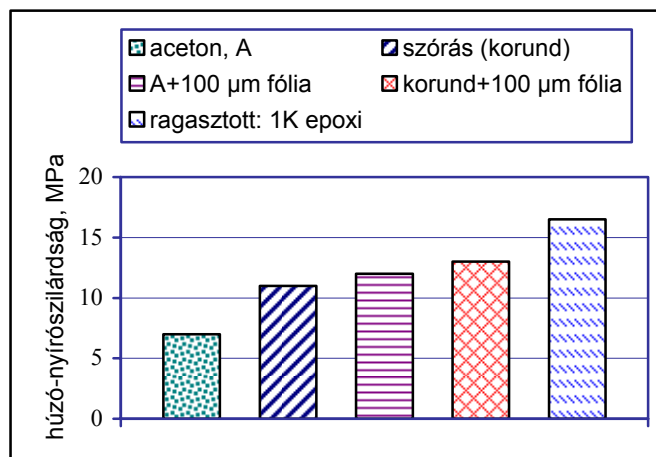 aceton, A
szórás (korund)
A+100 µm fólia
korund+100 µm fólia
ragasztott: 1K epoxi
húzó-nyírószilárdság, MPa
20
15
10
5
0